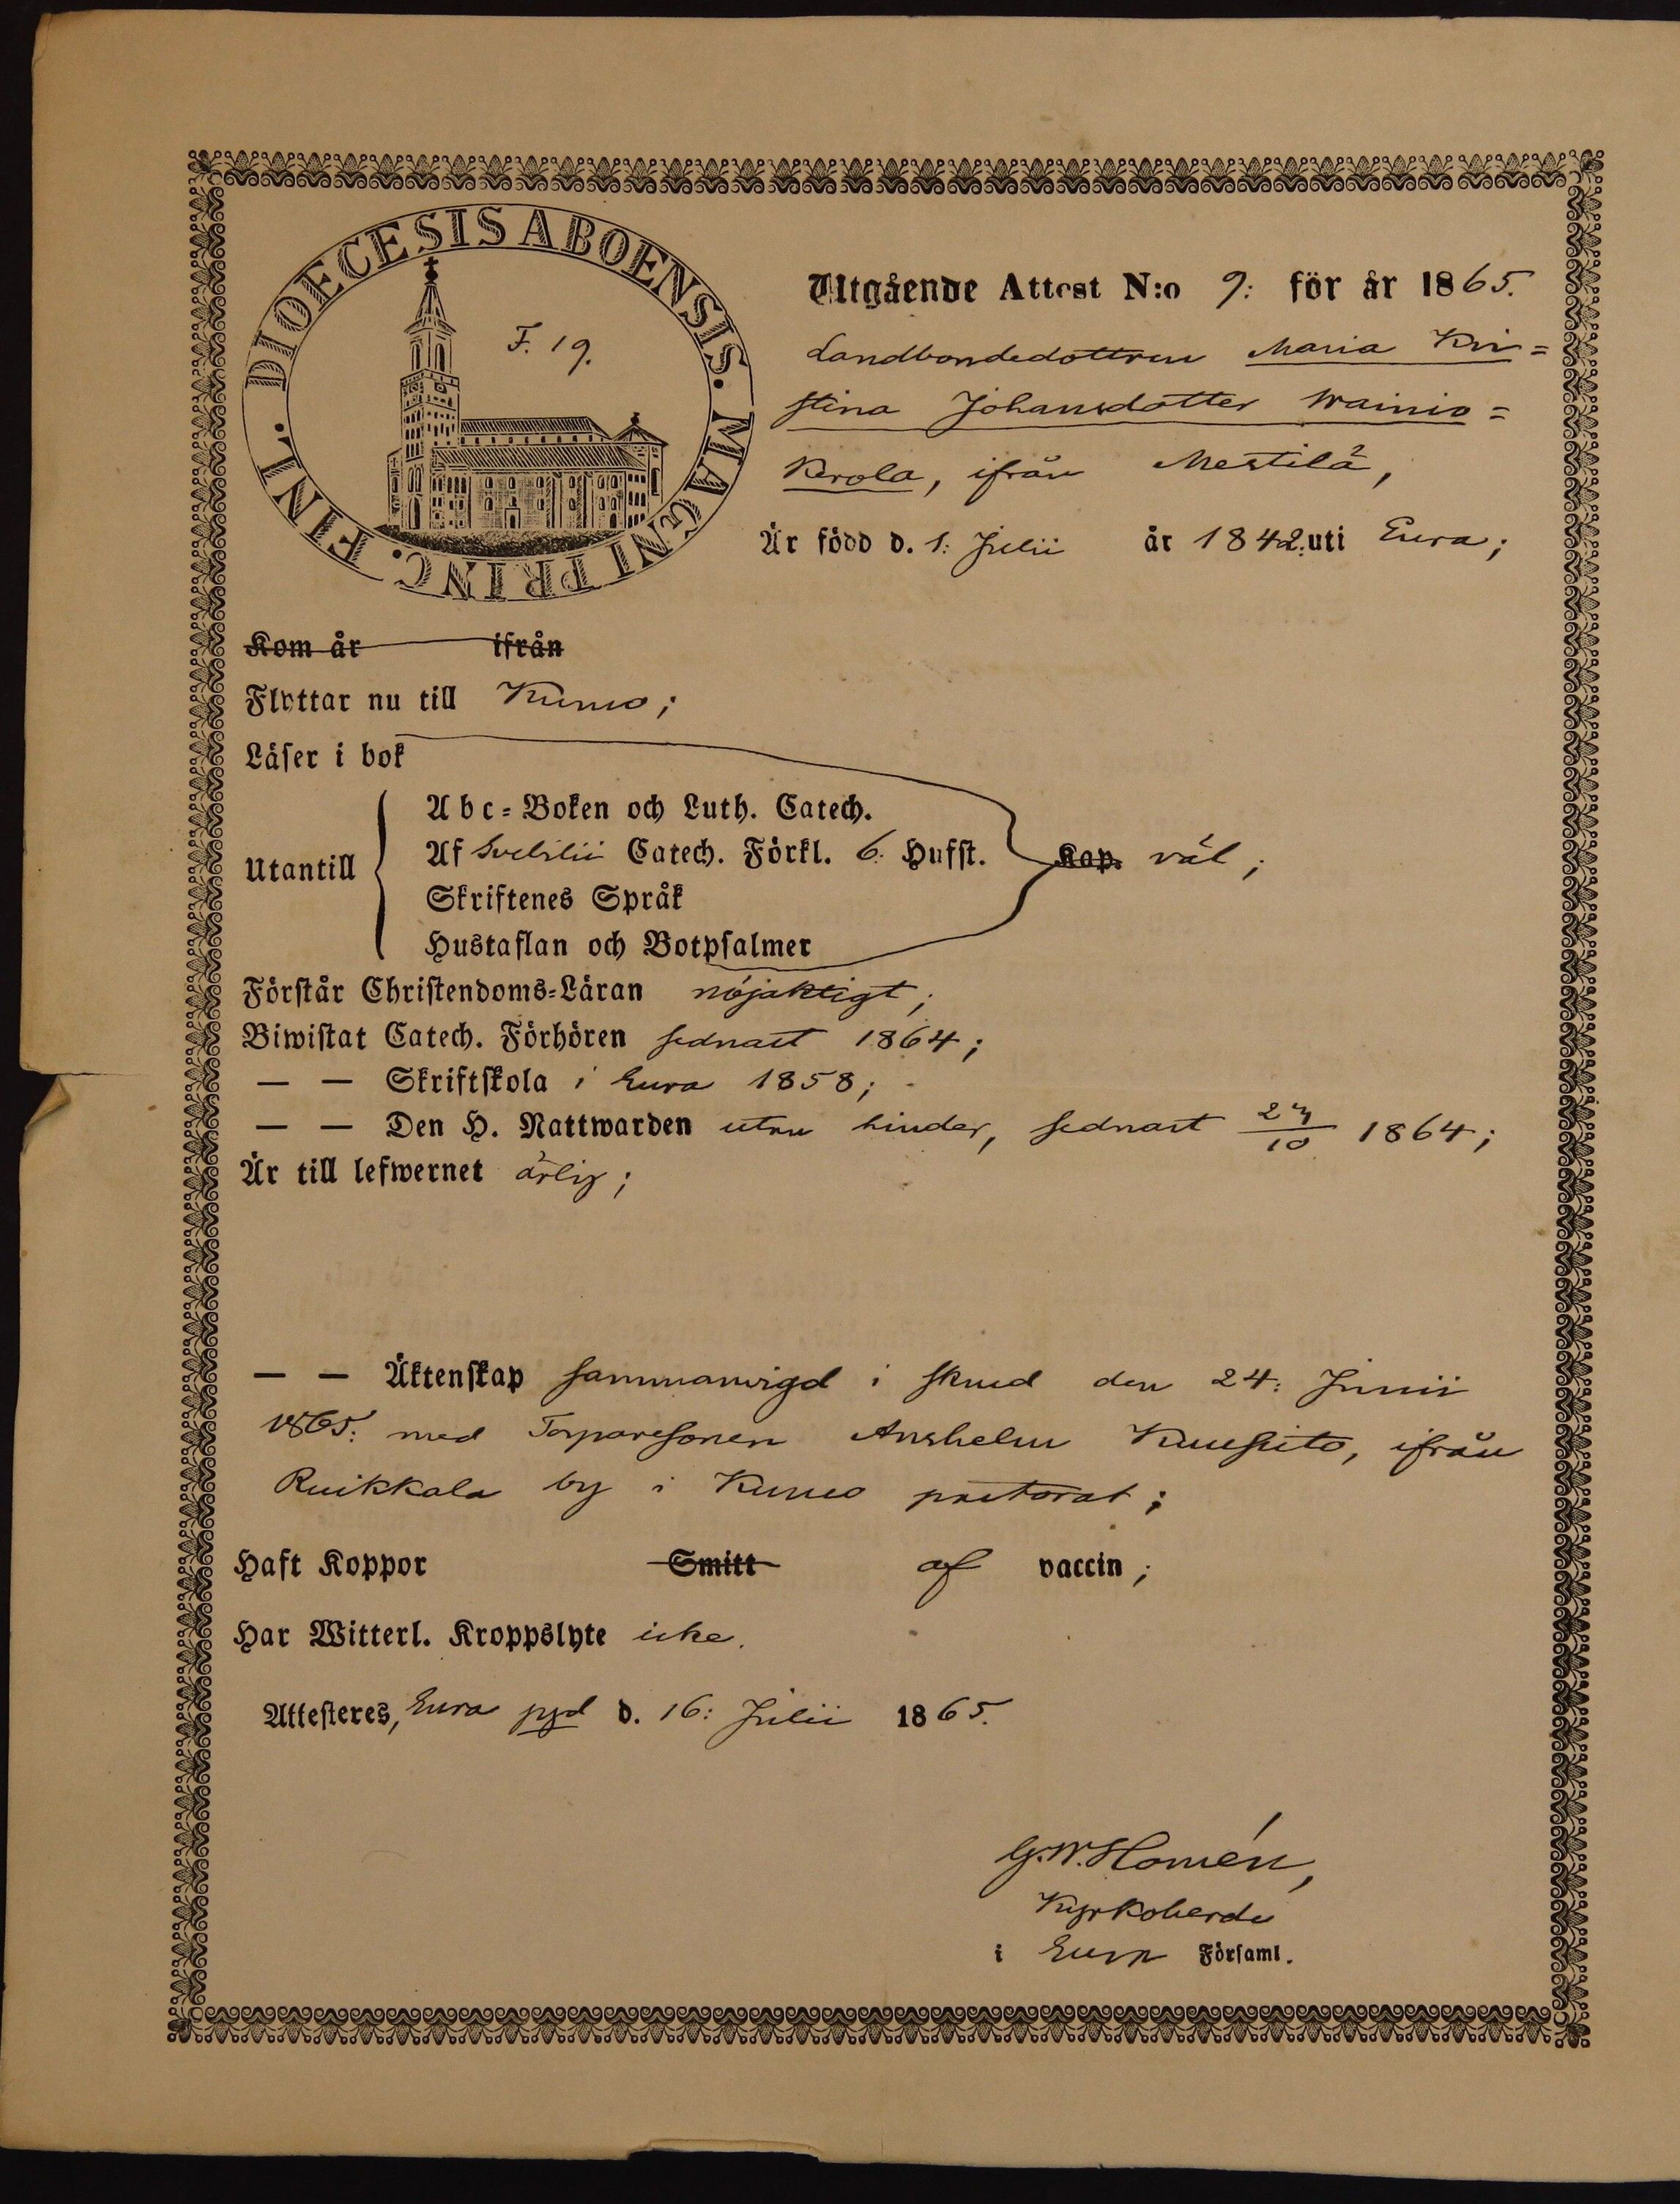 DIOECESIS ABOENSIS. MAGNI PRINC. FINL.
F. 19.
Utgående Attest N:o 9: för år 1865.
Landbondedottren Maria Kri=
stina Johansdotter Wainio=
Kerola, ifrån Mestilä,
Är född d. 1: Julii år 1842. uti Eura;
Kom år ifrån
Flyttar nu till Kumo;
Läser i bok
Utantill
Abc=Boken och Luth. Catech.
Af Svebilii Catech. Förkl. 6: Hufst. Kap. väl;
Skriftenes Språk
Hustaflan och Botpsalmer
Förstår Christendoms=Läran nöjaktigt;
Biwistat Catech. Förhören sednast 1864;
— — Skriftskola i Eura 1858;
— — Den H. Nattwarden utan hinder, sednast /10 1864;
Är till lefwernet ärlig;
— — Äktenskap sammanvigd i skrud den 24: Junii
1865: med Torparesonen Anshelm Kuusisto, ifrån
Ruikkala by i Kumo pastorat;
Haft Koppor Smitt af vaccin;
Har Witterl. Kroppslyte icke.
Attesteres, Eura pgd d. 16: Julii 1865.
G. W. Homén,
Kyrkoherde
i Eura Församl.